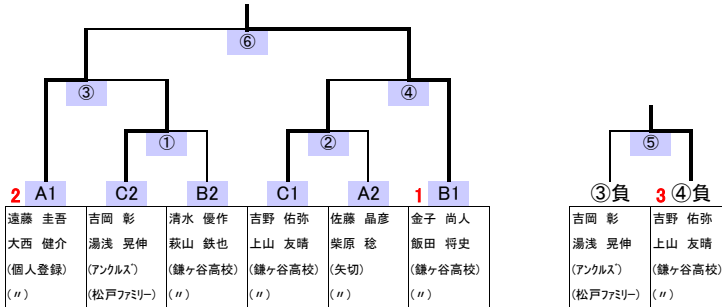 ⑥
③ ④
① ② ⑤
2 A1 C2 B2 C1 A2 1 B1 ③負 3 ④負
遠藤 圭吾 吉岡 彰 清水 優作 吉野 佑弥 佐藤 晶彦 金子 尚人 吉岡 彰 吉野 佑弥
大西 健介 湯浅 晃伸 萩山 鉄也 上山 友晴 柴原 稔 飯田 将史 湯浅 晃伸 上山 友晴
(個人登録) (アンクルズ) (鎌ヶ谷高校) (鎌ヶ谷高校) (矢切) (鎌ヶ谷高校) (アンクルズ) (鎌ヶ谷高校)
(〃) (松戸ファミリー) (〃) (〃) (〃) (〃) (松戸ファミリー) (〃)